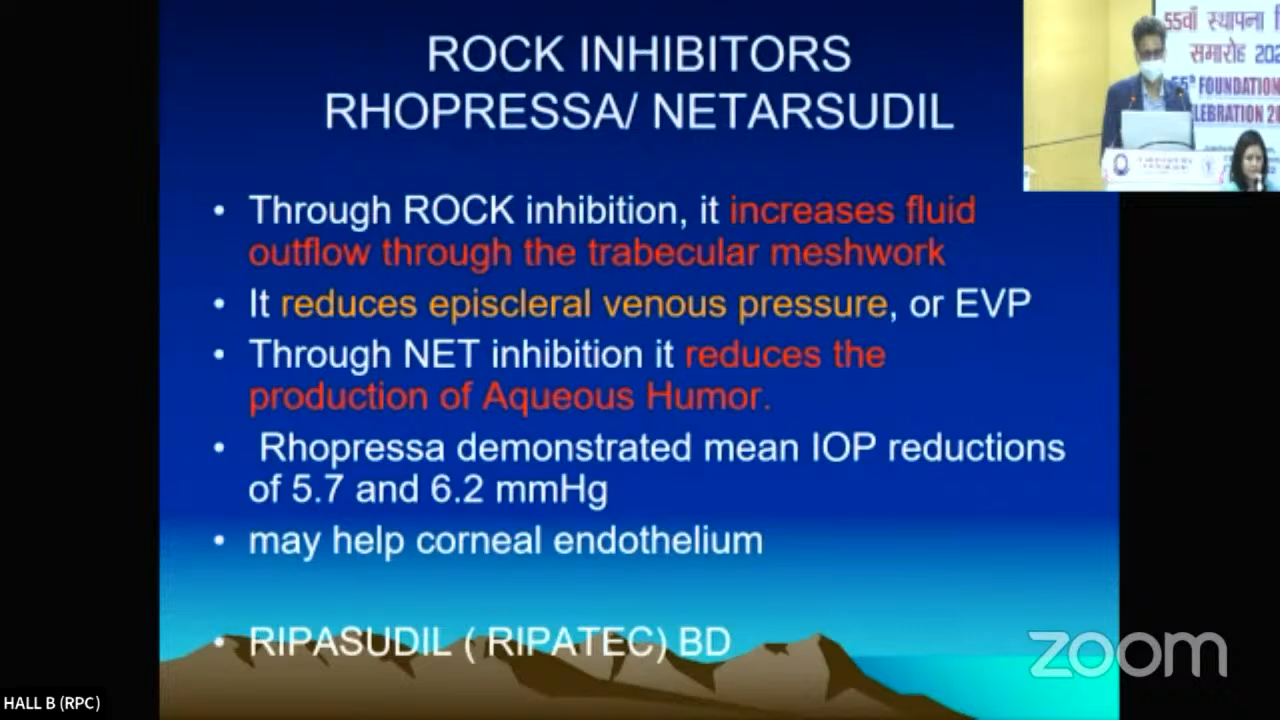 ROCK INHIBITORS
RHOPRESSA/ NETARSUDIL
• Through ROCK inhibition, it increases fluid
outflow through the trabecular meshwork
• It reduces episcleral venous pressure, or EVP
• Through NET inhibition it reduces the
production of Aqueous Humor.
• Rhopressa demonstrated mean IOP reductions
of 5.7 and 6.2 mmHg
• may help corneal endothelium
• RIPASUDIL ( RIPATEC) BD
55वाँ स्थापना
समारोह 202
FOUNDATION
LEBRATION 20
zoom
HALL B (RPC)